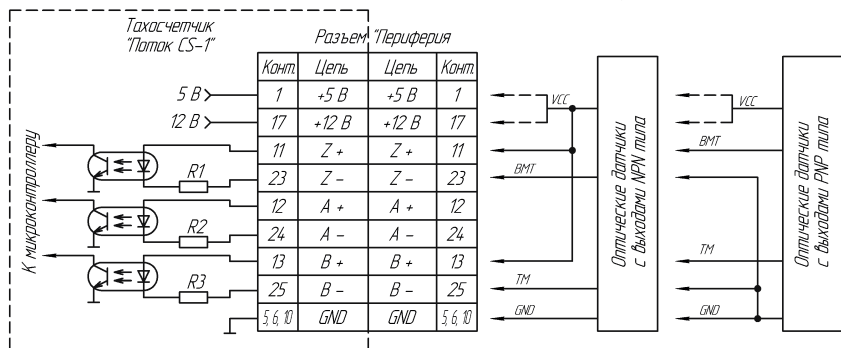 Тахосчетчик
"Поток CS-1"
Разъем "Периферия
Конт. Цепь Цепь Конт.
5 В 1 +5 В +5 В 1
12 В 17 +12 В +12 В 17
11 Z + Z + 11
R1 23 Z - Z - 23
12 A + A + 12
R2 24 A - A - 24
13 B + B + 13
R3 25 B - B - 25
5, 6, 10 GND GND 5, 6, 10
К микроконтроллеру
VCC
ВМТ
ТМ
GND
Оптические датчики
с выходами NPN типа
VCC
ВМТ
ТМ
GND
Оптические датчики
с выходами PNP типа